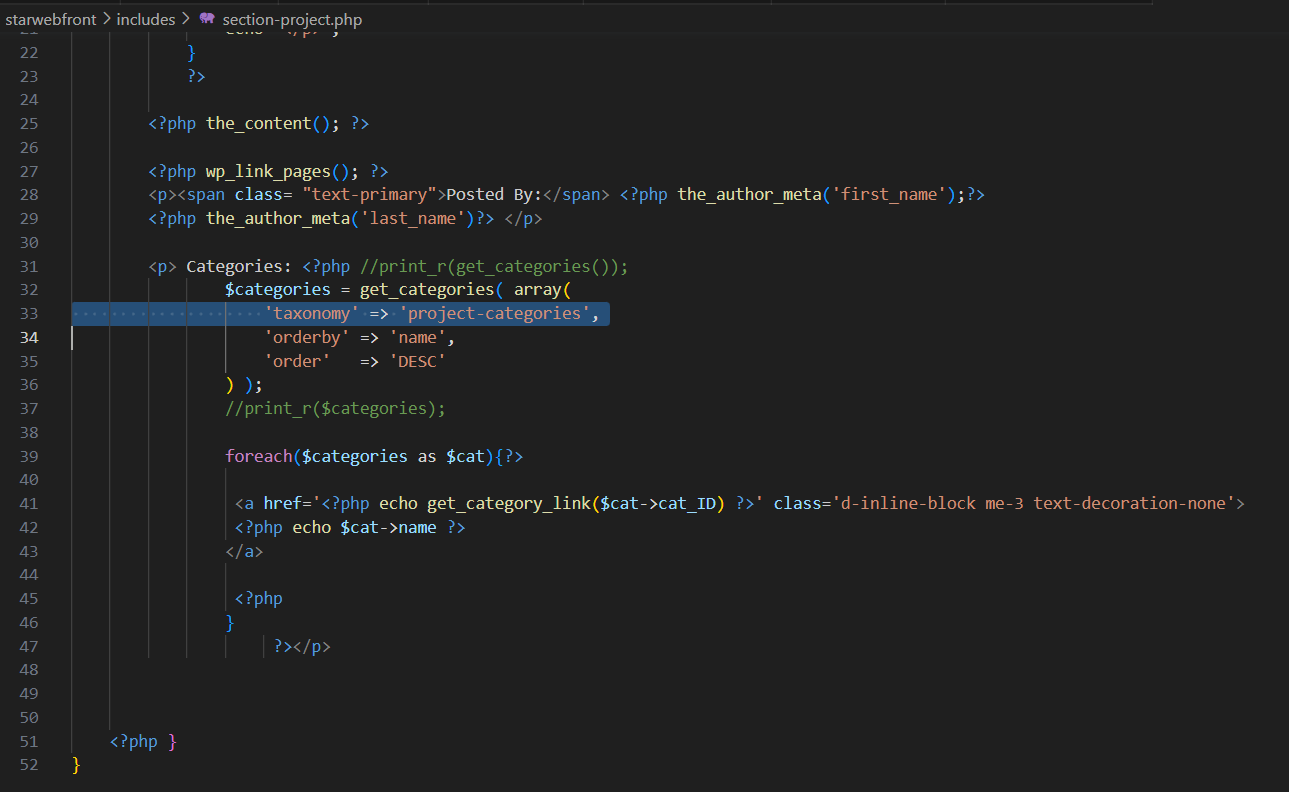 starwebfront > includes > section-project.php
22 }
23 ?>
24
25 <?php the_content(); ?>
26
27 <?php wp_link_pages(); ?>
28 <p><span class= "text-primary">Posted By:</span> <?php the_author_meta('first_name');?>
29 <?php the_author_meta('last_name')?> </p>
30
31 <p> Categories: <?php //print_r(get_categories());
32 $categories = get_categories( array(
33 'taxonomy' => 'project-categories',
34 'orderby' => 'name',
35 'order'   => 'DESC'
36 ) );
37 //print_r($categories);
38
39 foreach($categories as $cat){?>
40
41 <a href='<?php echo get_category_link($cat->cat_ID) ?>' class='d-inline-block me-3 text-decoration-none'>
42 <?php echo $cat->name ?>
43 </a>
44
45 <?php
46 }
47 ?></p>
48
49
50
51 <?php }
52 }